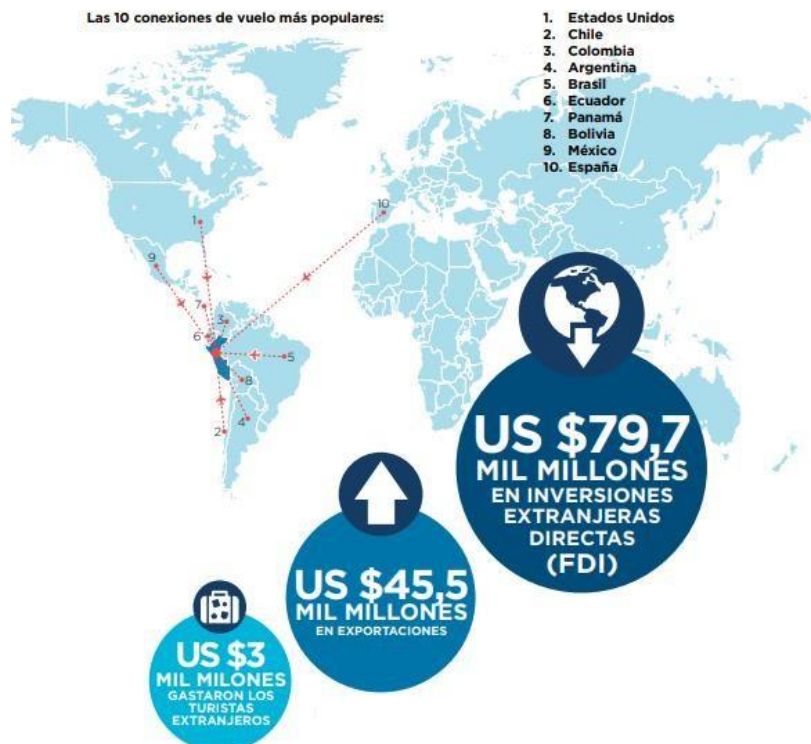 Las 10 conexiones de vuelo más populares:
1. Estados Unidos
2. Chile
3. Colombia
4. Argentina
5. Brasil
6. Ecuador
7. Panamá
8. Bolivia
9. México
10. España
10
1
9
7
3
6
5
8
4
2
US $79,7
MIL MILLONES
EN INVERSIONES
EXTRANJERAS
DIRECTAS
(FDI)
US $45,5
MIL MILLONES
EN EXPORTACIONES
US $3
MIL MILONES
GASTARON LOS
TURISTAS
EXTRANJEROS